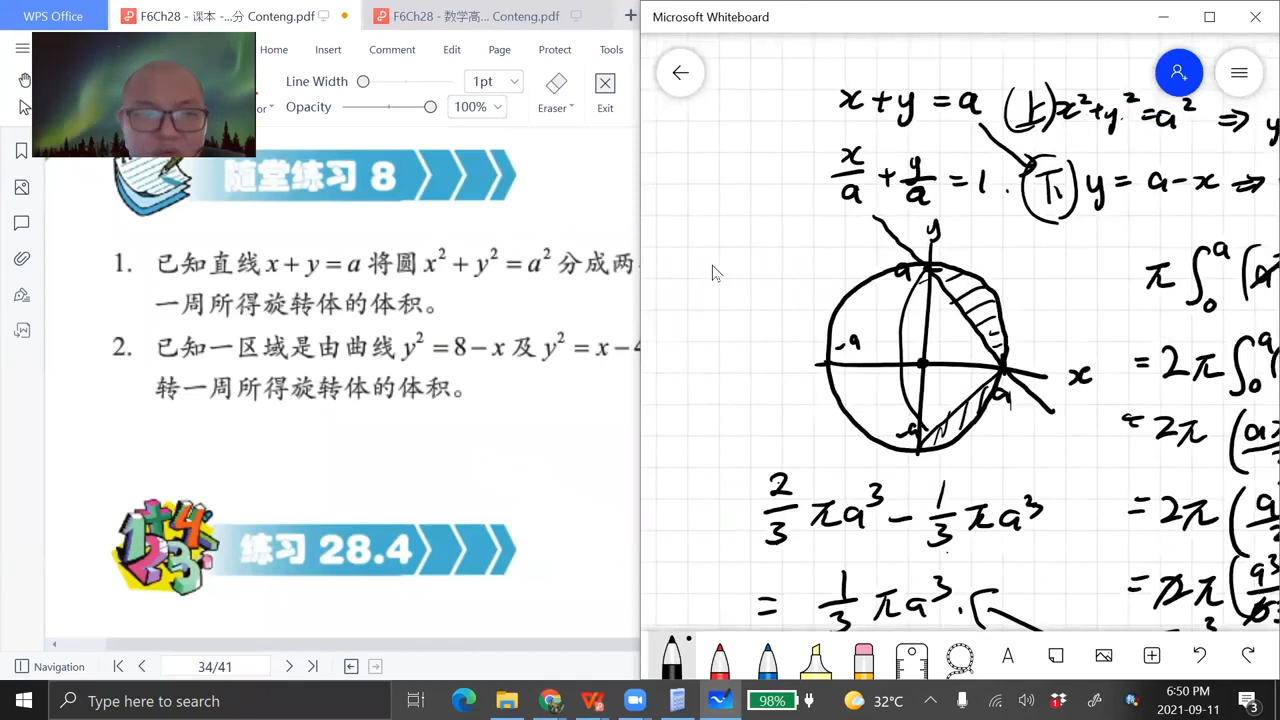 WPS Office
F6Ch28 - 课本 -...分 Conteng.pdf
F6Ch28 - 数学高... Conteng.pdf
Microsoft Whiteboard
Home Insert Comment Edit Page Protect Tools
Line Width 1pt
Opacity 100%
Eraser Exit
随堂练习 8
1. 已知直线 x + y = a 将圆 x² + y² = a² 分成两
一周所得旋转体的体积。
2. 已知一区域是由曲线 y² = 8 − x 及 y² = x − 4
转一周所得旋转体的体积。
练习 28.4
x + y = a (上) x² + y² = a² ⇒ y
x/a + y/a = 1 . (下) y = a − x ⇒
y
a
-a
x
a
-a
π ∫₀ᵃ (
= 2π ∫₀ᵃ
= 2π (
2/3 πa³ − 1/3 πa³
= 2π (
= 1/3 πa³ .
Navigation 34/41
Type here to search
98%
32°C
6:50 PM
2021-09-11
3